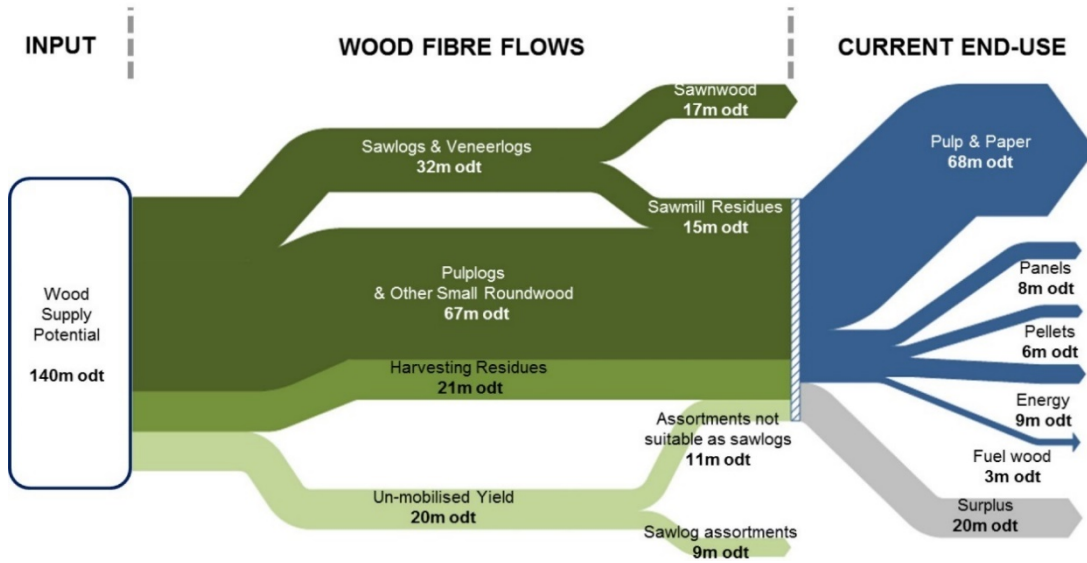 INPUT
WOOD FIBRE FLOWS
CURRENT END-USE
Wood
Supply
Potential
140m odt
Sawlogs & Veneerlogs
32m odt
Sawnwood
17m odt
Sawmill Residues
15m odt
Pulplogs
& Other Small Roundwood
67m odt
Harvesting Residues
21m odt
Assortments not
suitable as sawlogs
11m odt
Un-mobilised Yield
20m odt
Sawlog assortments
9m odt
Pulp & Paper
68m odt
Panels
8m odt
Pellets
6m odt
Energy
9m odt
Fuel wood
3m odt
Surplus
20m odt